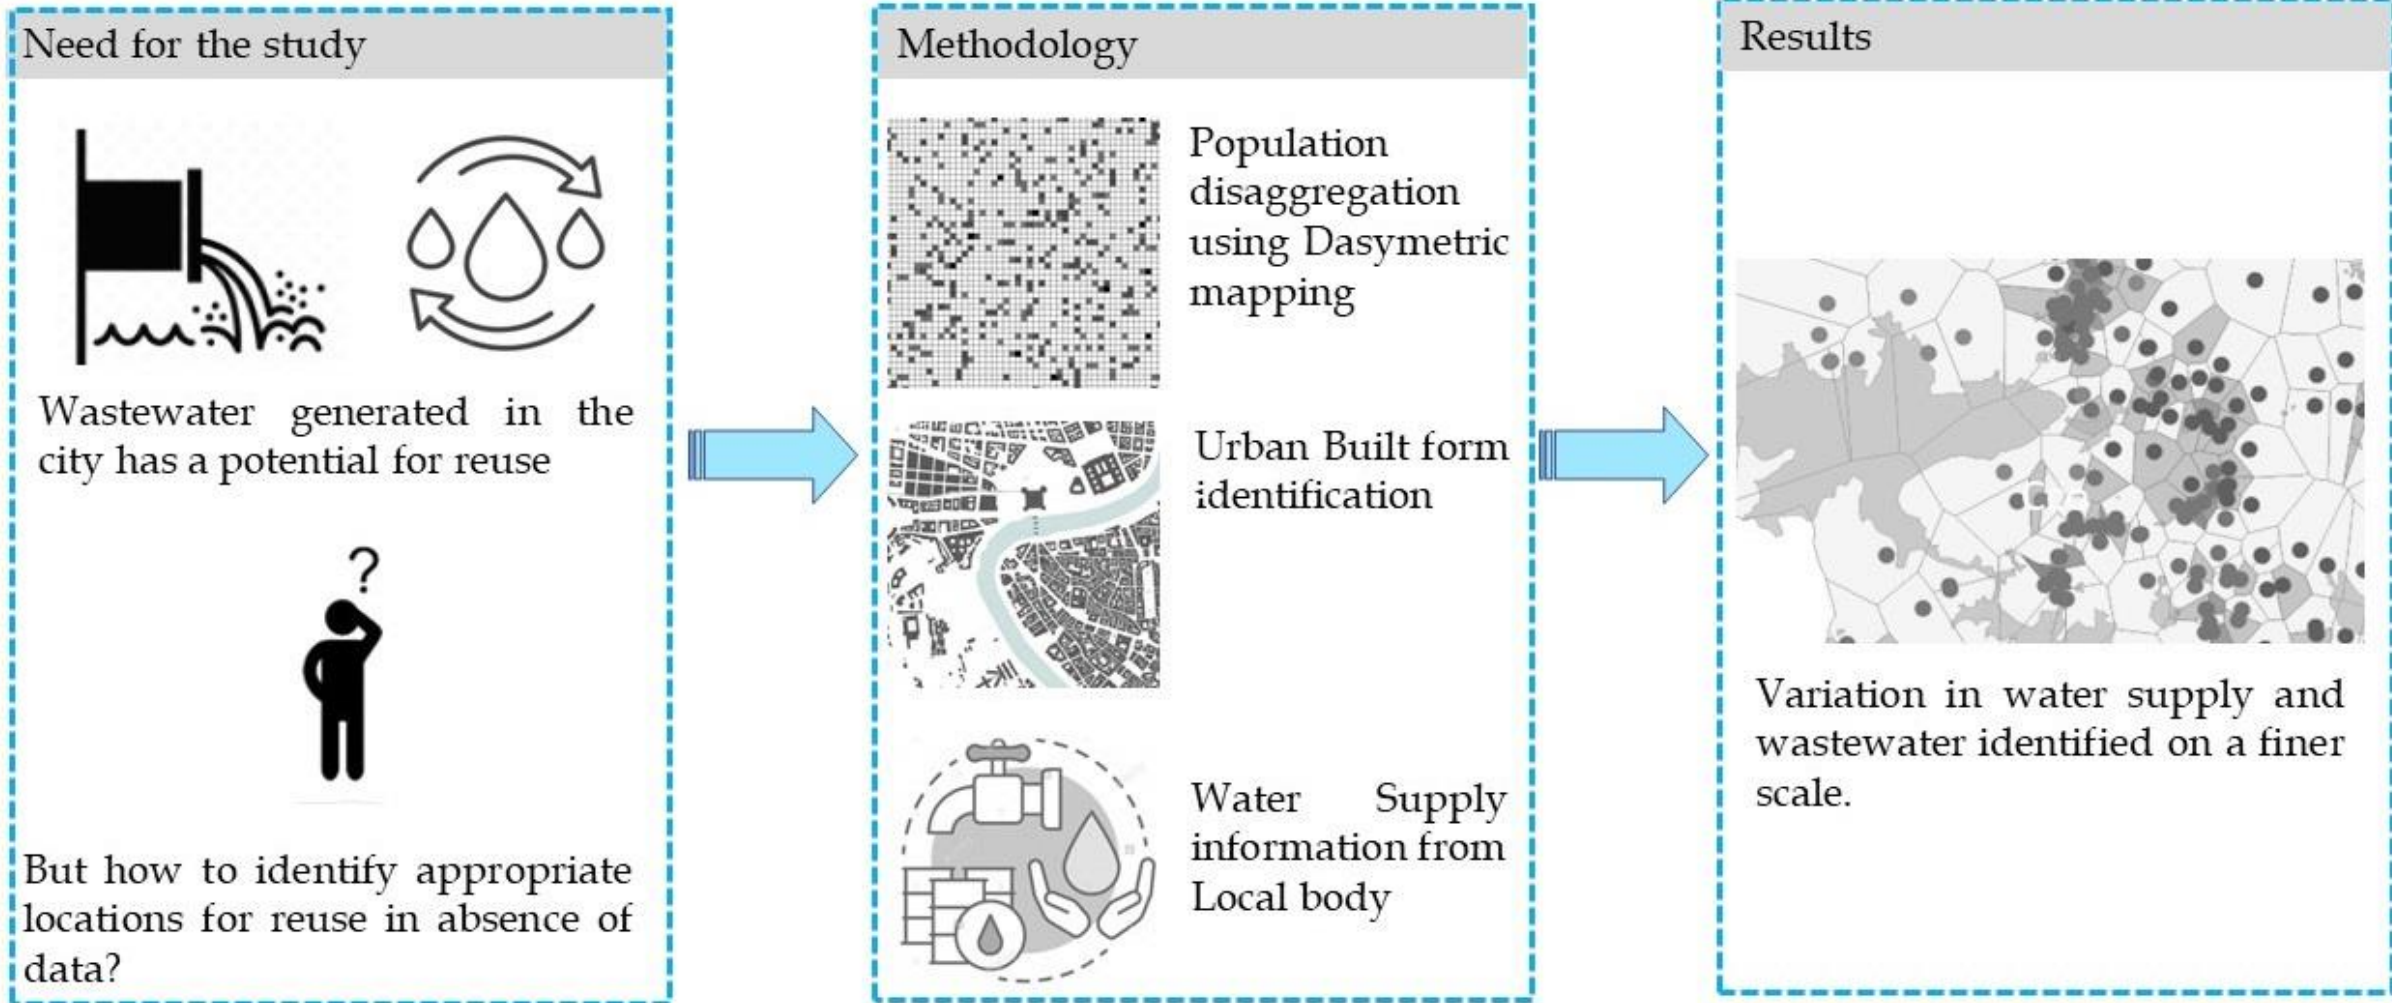 Need for the study
Wastewater generated in the
city has a potential for reuse
?
But how to identify appropriate
locations for reuse in absence of
data?
Methodology
Population
disaggregation
using Dasymetric
mapping
Urban Built form
identification
Water Supply
information from
Local body
Results
Variation in water supply and
wastewater identified on a finer
scale.